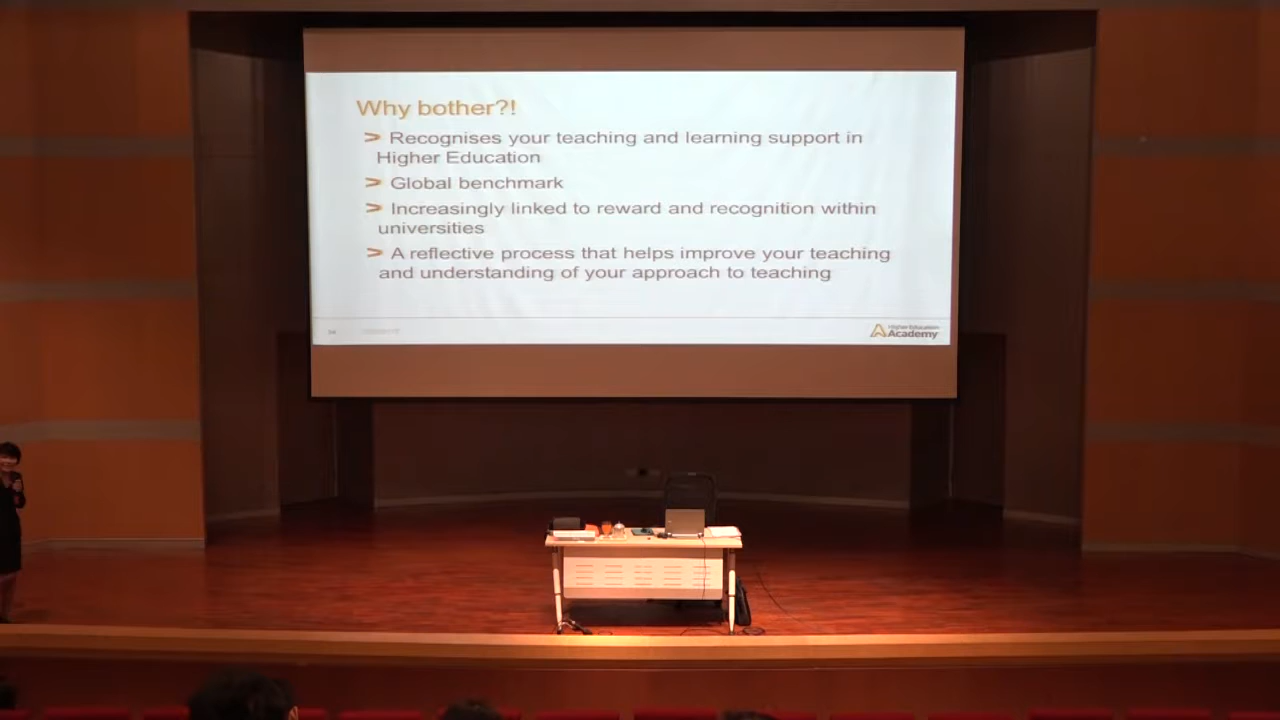 Why bother?!
> Recognises your teaching and learning support in
Higher Education
> Global benchmark
> Increasingly linked to reward and recognition within
universities
> A reflective process that helps improve your teaching
and understanding of your approach to teaching
Higher Education
Academy